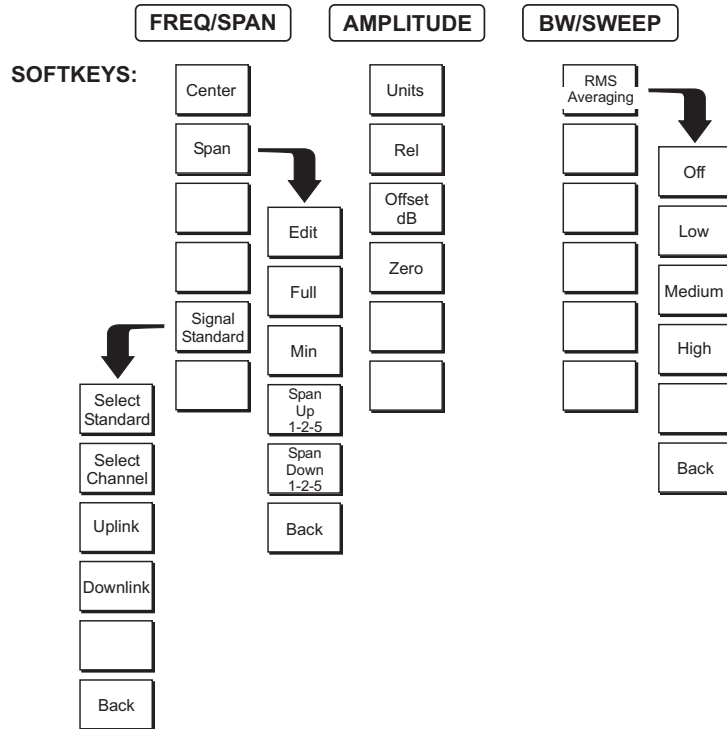 FREQ/SPAN
AMPLITUDE
BW/SWEEP
SOFTKEYS:
Center
Span
Signal
Standard
Edit
Full
Min
Span
Up
1-2-5
Span
Down
1-2-5
Back
Select
Standard
Select
Channel
Uplink
Downlink
Back
Units
Rel
Offset
dB
Zero
RMS
Averaging
Off
Low
Medium
High
Back